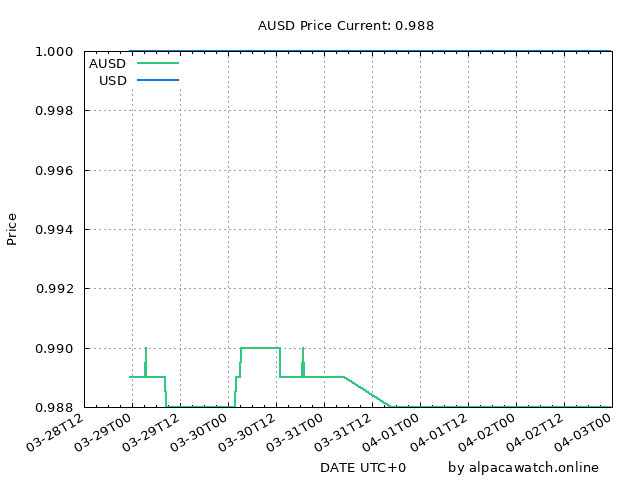 AUSD Price Current: 0.988
1.000
AUSD
USD
0.998
0.996
0.994
Price
0.992
0.990
0.988
03-28T12 03-29T00 03-29T12 03-30T00 03-30T12 03-31T00 03-31T12 04-01T00 04-01T12 04-02T00 04-02T12 04-03T00
DATE UTC+0 by alpacawatch.online